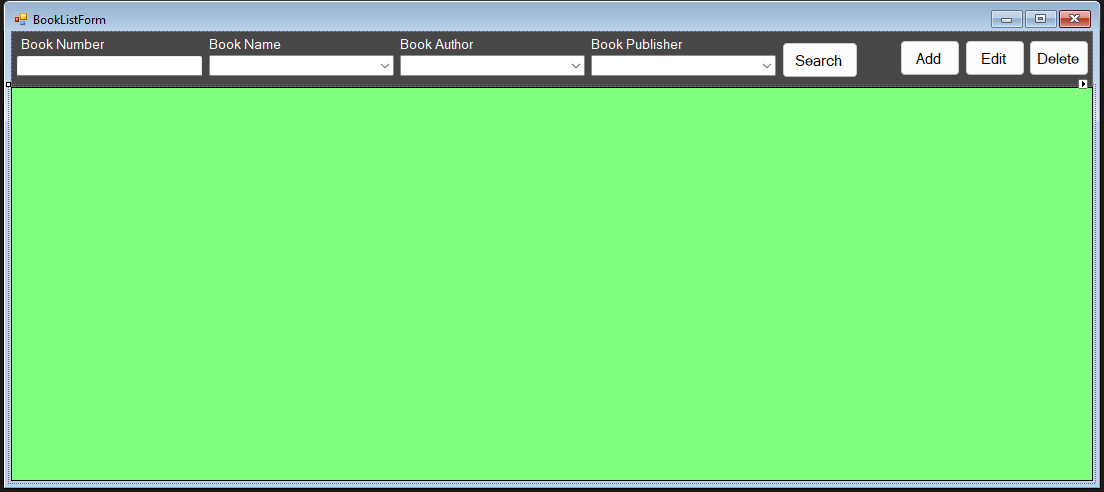 BookListForm
Book Number
Book Name
Book Author
Book Publisher
Search
Add
Edit
Delete